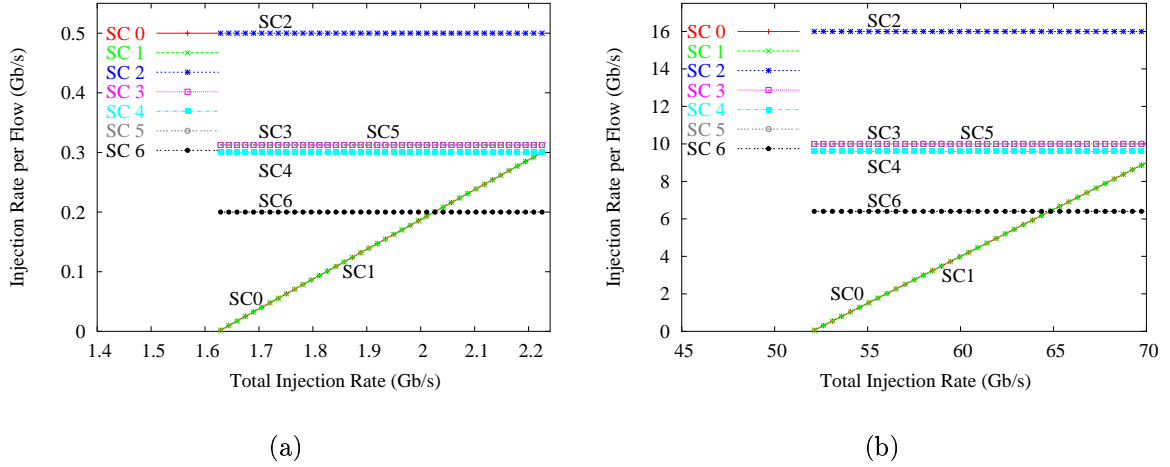 SC2
0.5
SC 0
SC 1
SC 2
0.4
SC 3
SC 4
SC 5
SC 6
SC3
SC5
0.3
SC4
SC6
0.2
0.1
SC1
SC0
0
1.4
1.5
1.6
1.7
1.8
1.9
2
2.1
2.2
Total Injection Rate (Gb/s)
Injection Rate per Flow (Gb/s)
(a)
SC2
16
SC 0
SC 1
14
SC 2
SC 3
12
SC 4
SC 5
SC 6
SC3
SC5
10
SC4
8
SC6
6
4
SC1
2
SC0
0
45
50
55
60
65
70
Total Injection Rate (Gb/s)
Injection Rate per Flow (Gb/s)
(b)